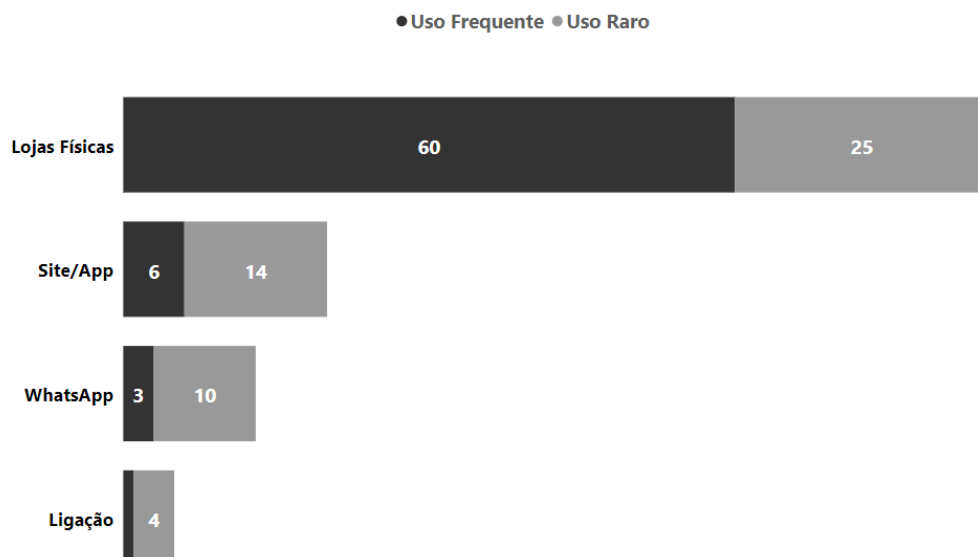 Uso Frequente Uso Raro
Lojas Físicas 60 25
Site/App 6 14
WhatsApp 3 10
Ligação 4